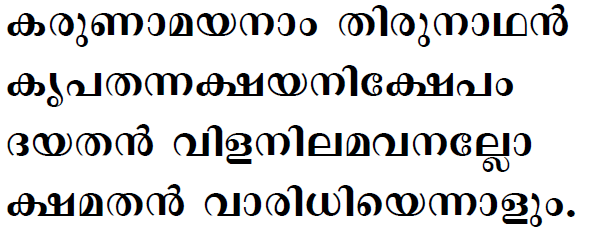 കരുണാമയനാം തിരുനാഥൻ
കൃപതന്നക്ഷയനിക്ഷേപം
ദയതൻ വിളനിലമവനല്ലോ
ക്ഷമതൻ വാരിധിയെന്നാളും.